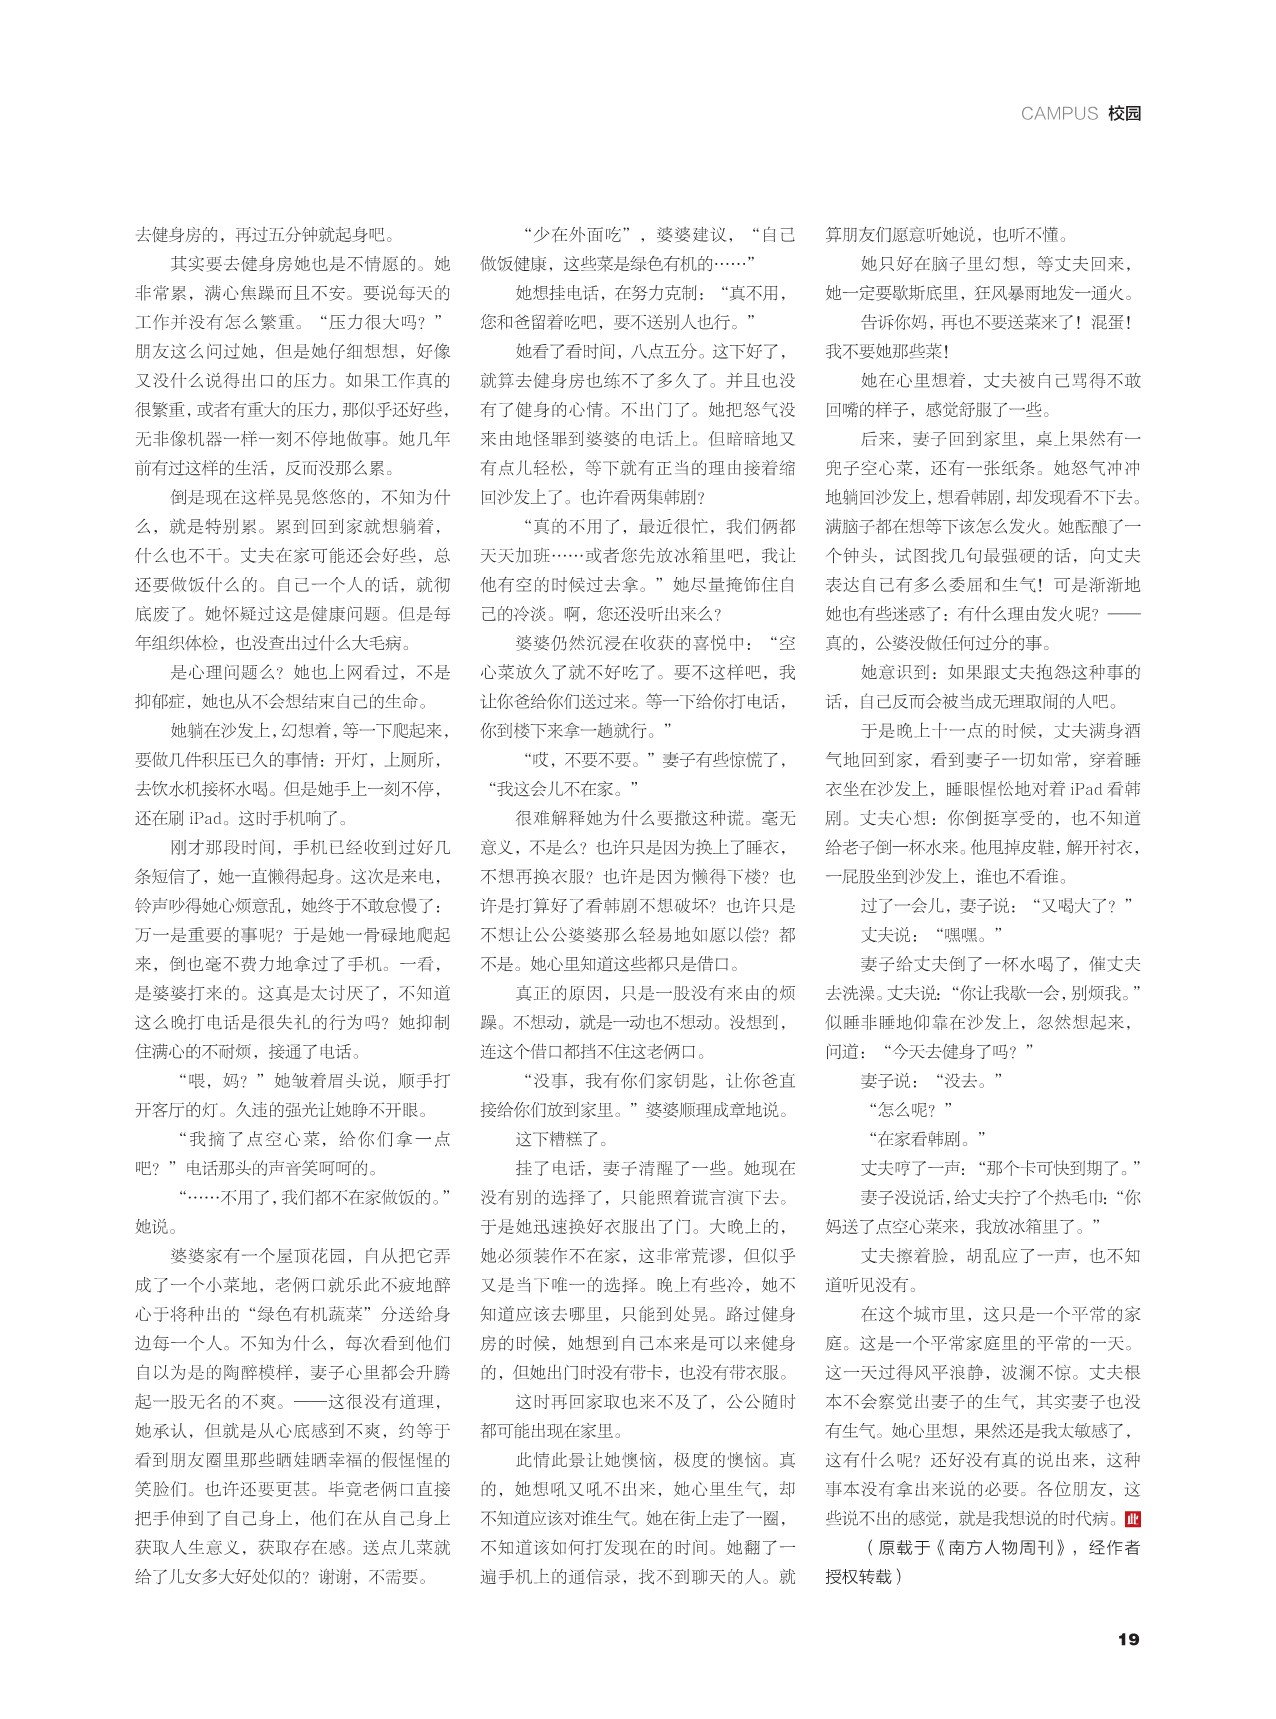 CAMPUS 校园
去健身房的，再过五分钟就起身吧。
其实要去健身房她也是不情愿的。她
非常累，满心焦躁而且不安。要说每天的
工作并没有怎么繁重。“压力很大吗？”
朋友这么问过她，但是她仔细想想，好像
又没什么说得出口的压力。如果工作真的
很繁重，或者有重大的压力，那似乎还好些，
无非像机器一样一刻不停地做事。她几年
前有过这样的生活，反而没那么累。
倒是现在这样晃晃悠悠的，不知为什
么，就是特别累。累到回到家就想躺着，
什么也不干。丈夫在家可能还会好些，总
还要做饭什么的。自己一个人的话，就彻
底废了。她怀疑过这是健康问题。但是每
年组织体检，也没查出过什么大毛病。
是心理问题么？她也上网看过，不是
抑郁症，她也从不会想结束自己的生命。
她躺在沙发上，幻想着，等一下爬起来，
要做几件积压已久的事情：开灯，上厕所，
去饮水机接杯水喝。但是她手上一刻不停，
还在刷 iPad。这时手机响了。
刚才那段时间，手机已经收到过好几
条短信了，她一直懒得起身。这次是来电，
铃声吵得她心烦意乱，她终于不敢怠慢了：
万一是重要的事呢？于是她一骨碌地爬起
来，倒也毫不费力地拿过了手机。一看，
是婆婆打来的。这真是太讨厌了，不知道
这么晚打电话是很失礼的行为吗？她抑制
住满心的不耐烦，接通了电话。
“喂，妈？”她皱着眉头说，顺手打
开客厅的灯。久违的强光让她睁不开眼。
“我摘了点空心菜，给你们拿一点
吧？”电话那头的声音笑呵呵的。
“……不用了，我们都不在家做饭的。”
她说。
婆婆家有一个屋顶花园，自从把它弄
成了一个小菜地，老俩口就乐此不疲地醉
心于将种出的“绿色有机蔬菜”分送给身
边每一个人。不知为什么，每次看到他们
自以为是的陶醉模样，妻子心里都会升腾
起一股无名的不爽。——这很没有道理，
她承认，但就是从心底感到不爽，约等于
看到朋友圈里那些晒娃晒幸福的假惺惺的
笑脸们。也许还要更甚。毕竟老俩口直接
把手伸到了自己身上，他们在从自己身上
获取人生意义，获取存在感。送点儿菜就
给了儿女多大好处似的？谢谢，不需要。
“少在外面吃”，婆婆建议，“自己
做饭健康，这些菜是绿色有机的……”
她想挂电话，在努力克制：“真不用，
您和爸留着吃吧，要不送别人也行。”
她看了看时间，八点五分。这下好了，
就算去健身房也练不了多久了。并且也没
有了健身的心情。不出门了。她把怒气没
来由地怪罪到婆婆的电话上。但暗暗地又
有点儿轻松，等下就有正当的理由接着缩
回沙发上了。也许看两集韩剧？
“真的不用了，最近很忙，我们俩都
天天加班……或者您先放冰箱里吧，我让
他有空的时候过去拿。”她尽量掩饰住自
己的冷淡。啊，您还没听出来么？
婆婆仍然沉浸在收获的喜悦中：“空
心菜放久了就不好吃了。要不这样吧，我
让你爸给你们送过来。等一下给你打电话，
你到楼下来拿一趟就行。”
“哎，不要不要。”妻子有些惊慌了，
“我这会儿不在家。”
很难解释她为什么要撒这种谎。毫无
意义，不是么？也许只是因为换上了睡衣，
不想再换衣服？也许是因为懒得下楼？也
许是打算好了看韩剧不想破坏？也许只是
不想让公公婆婆那么轻易地如愿以偿？都
不是。她心里知道这些都只是借口。
真正的原因，只是一股没有来由的烦
躁。不想动，就是一动也不想动。没想到，
连这个借口都挡不住这老俩口。
“没事，我有你们家钥匙，让你爸直
接给你们放到家里。”婆婆顺理成章地说。
这下糟糕了。
挂了电话，妻子清醒了一些。她现在
没有别的选择了，只能照着谎言演下去。
于是她迅速换好衣服出了门。大晚上的，
她必须装作不在家，这非常荒谬，但似乎
又是当下唯一的选择。晚上有些冷，她不
知道应该去哪里，只能到处晃。路过健身
房的时候，她想到自己本来是可以来健身
的，但她出门时没有带卡，也没有带衣服。
这时再回家取也来不及了，公公随时
都可能出现在家里。
此情此景让她懊恼，极度的懊恼。真
的，她想吼又吼不出来，她心里生气，却
不知道应该对谁生气。她在街上走了一圈，
不知道该如何打发现在的时间。她翻了一
遍手机上的通信录，找不到聊天的人。就
算朋友们愿意听她说，也听不懂。
她只好在脑子里幻想，等丈夫回来，
她一定要歇斯底里，狂风暴雨地发一通火。
告诉你妈，再也不要送菜来了！混蛋！
我不要她那些菜！
她在心里想着，丈夫被自己骂得不敢
回嘴的样子，感觉舒服了一些。
后来，妻子回到家里，桌上果然有一
兜子空心菜，还有一张纸条。她怒气冲冲
地躺回沙发上，想看韩剧，却发现看不下去。
满脑子都在想等下该怎么发火。她酝酿了一
个钟头，试图找几句最强硬的话，向丈夫
表达自己有多么委屈和生气！可是渐渐地
她也有些迷惑了：有什么理由发火呢？——
真的，公婆没做任何过分的事。
她意识到：如果跟丈夫抱怨这种事的
话，自己反而会被当成无理取闹的人吧。
于是晚上十一点的时候，丈夫满身酒
气地回到家，看到妻子一切如常，穿着睡
衣坐在沙发上，睡眼惺忪地对着 iPad 看韩
剧。丈夫心想：你倒挺享受的，也不知道
给老子倒一杯水来。他甩掉皮鞋，解开衬衣，
一屁股坐到沙发上，谁也不看谁。
过了一会儿，妻子说：“又喝大了？”
丈夫说：“嘿嘿。”
妻子给丈夫倒了一杯水喝了，催丈夫
去洗澡。丈夫说：“你让我歇一会，别烦我。”
似睡非睡地仰靠在沙发上，忽然想起来，
问道：“今天去健身了吗？”
妻子说：“没去。”
“怎么呢？”
“在家看韩剧。”
丈夫哼了一声：“那个卡可快到期了。”
妻子没说话，给丈夫拧了个热毛巾：“你
妈送了点空心菜来，我放冰箱里了。”
丈夫擦着脸，胡乱应了一声，也不知
道听见没有。
在这个城市里，这只是一个平常的家
庭。这是一个平常家庭里的平常的一天。
这一天过得风平浪静，波澜不惊。丈夫根
本不会察觉出妻子的生气，其实妻子也没
有生气。她心里想，果然还是我太敏感了，
这有什么呢？还好没有真的说出来，这种
事本没有拿出来说的必要。各位朋友，这
些说不出的感觉，就是我想说的时代病。
（原载于《南方人物周刊》，经作者
授权转载）
19